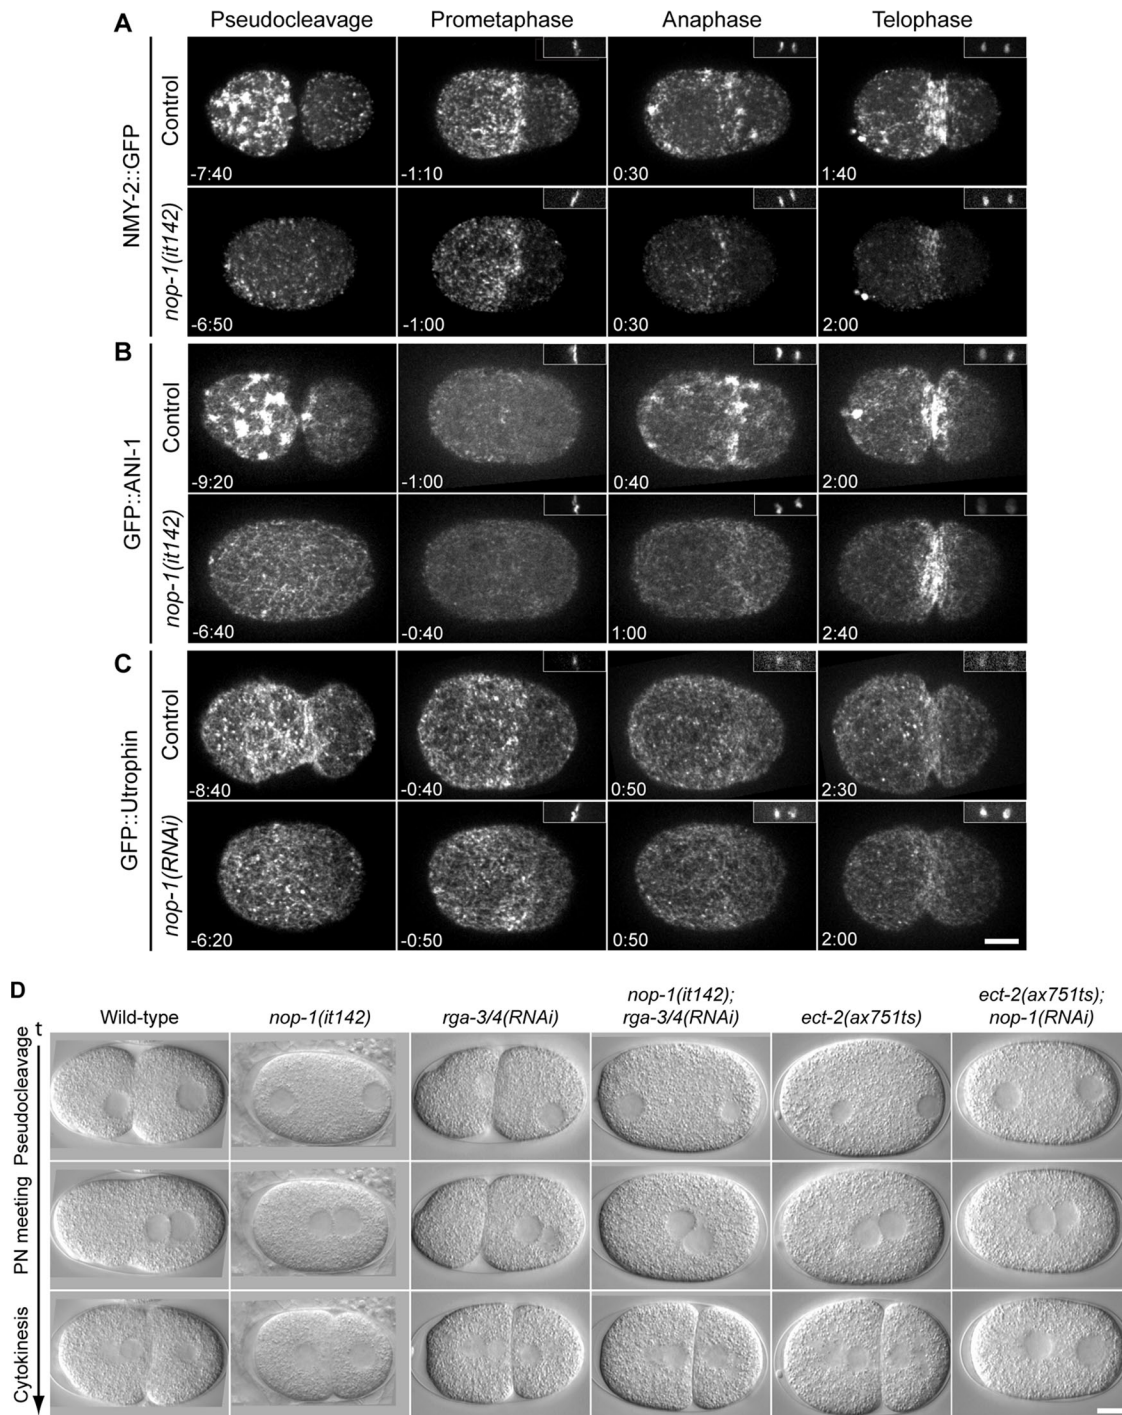 A
Pseudocleavage
Prometaphase
Anaphase
Telophase
NMY-2::GFP
Control
-7:40
-1:10
0:30
1:40
nop-1(it142)
-6:50
-1:00
0:30
2:00
B
GFP::ANI-1
Control
-9:20
-1:00
0:40
2:00
nop-1(it142)
-6:40
-0:40
1:00
2:40
C
GFP::Utrophin
Control
-8:40
-0:40
0:50
2:30
nop-1(RNAi)
-6:20
-0:50
0:50
2:00
D
t
Wild-type
nop-1(it142)
rga-3/4(RNAi)
nop-1(it142);
rga-3/4(RNAi)
ect-2(ax751ts)
ect-2(ax751ts);
nop-1(RNAi)
Pseudocleavage
PN meeting
Cytokinesis